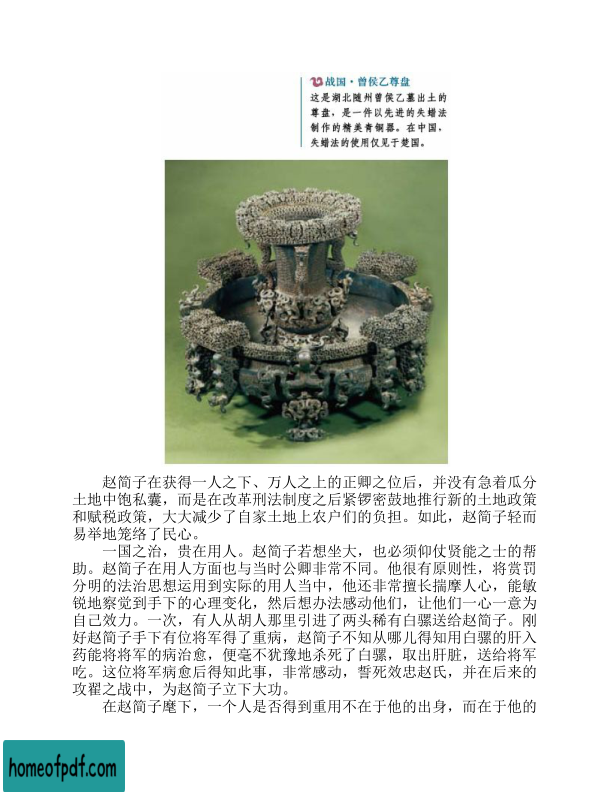 战国·曾侯乙尊盘
这是湖北随州曾侯乙墓出土的
尊盘，是一件以先进的失蜡法
制作的精美青铜器。在中国，
失蜡法的使用仅见于楚国。
赵简子在获得一人之下、万人之上的正卿之位后，并没有急着瓜分
土地中饱私囊，而是在改革刑法制度之后紧锣密鼓地推行新的土地政策
和赋税政策，大大减少了自家土地上农户们的负担。如此，赵简子轻而
易举地笼络了民心。
一国之治，贵在用人。赵简子若想坐大，也必须仰仗贤能之士的帮
助。赵简子在用人方面也与当时公卿非常不同。他很有原则性，将赏罚
分明的法治思想运用到实际的用人当中，他还非常擅长揣摩人心，能敏
锐地察觉到手下的心理变化，然后想办法感动他们，让他们一心一意为
自己效力。一次，有人从胡人那里引进了两头稀有白骡送给赵简子。刚
好赵简子手下有位将军得了重病，赵简子不知从哪儿得知用白骡的肝入
药能将将军的病治愈，便毫不犹豫地杀死了白骡，取出肝脏，送给将军
吃。这位将军病愈后得知此事，非常感动，誓死效忠赵氏，并在后来的
攻翟之战中，为赵简子立下大功。
在赵简子麾下，一个人是否得到重用不在于他的出身，而在于他的
homeofpdf.com